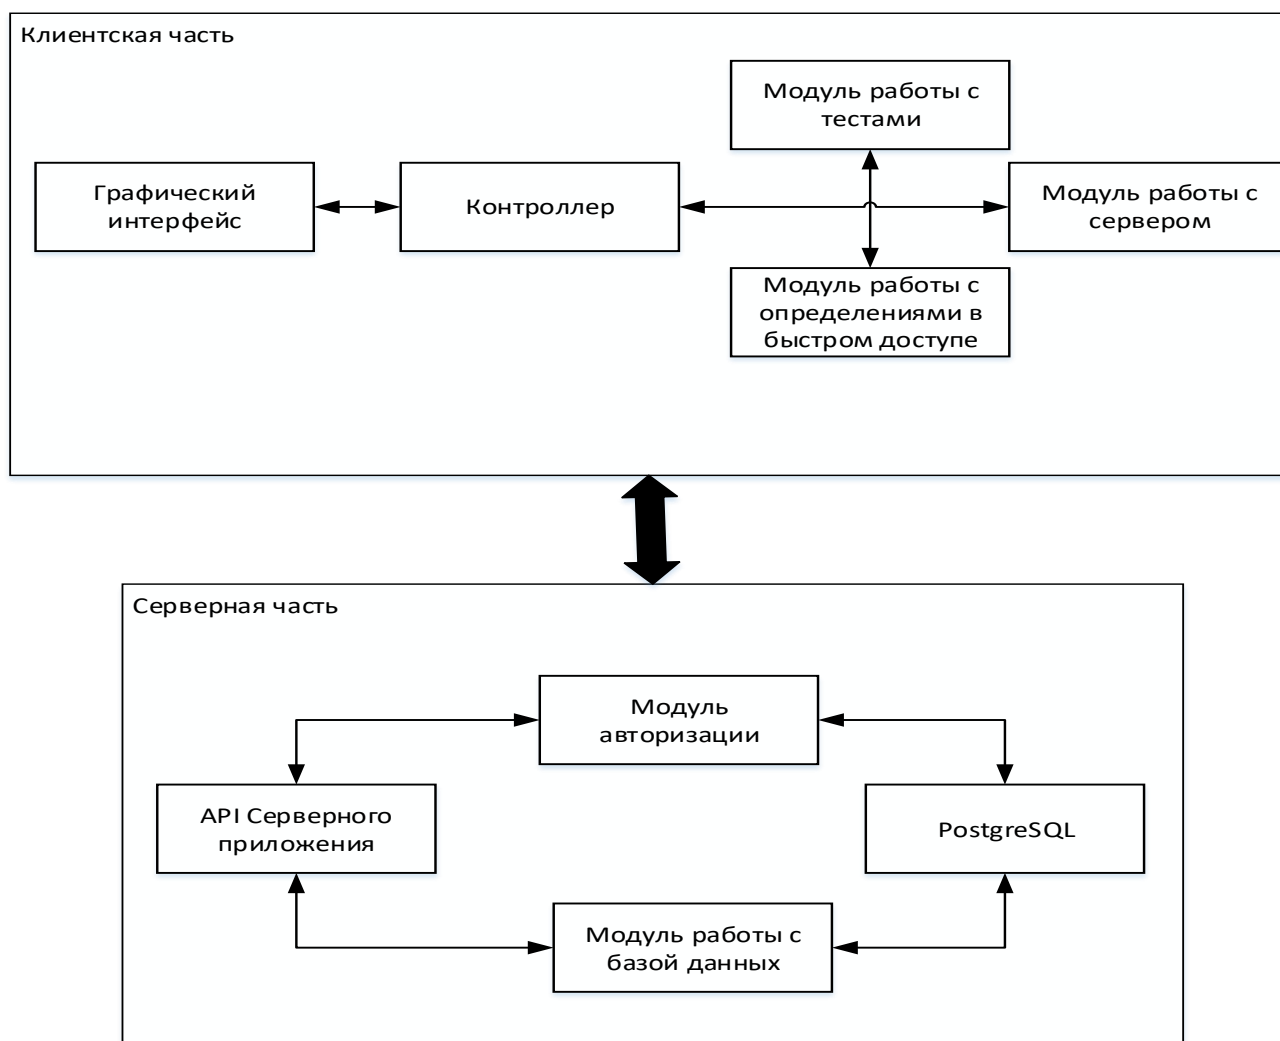 Клиентская часть
Модуль работы с
тестами
Графический
интерфейс
Контроллер
Модуль работы с
сервером
Модуль работы с
определениями в
быстром доступе
Серверная часть
Модуль
авторизации
API Серверного
приложения
PostgreSQL
Модуль работы с
базой данных